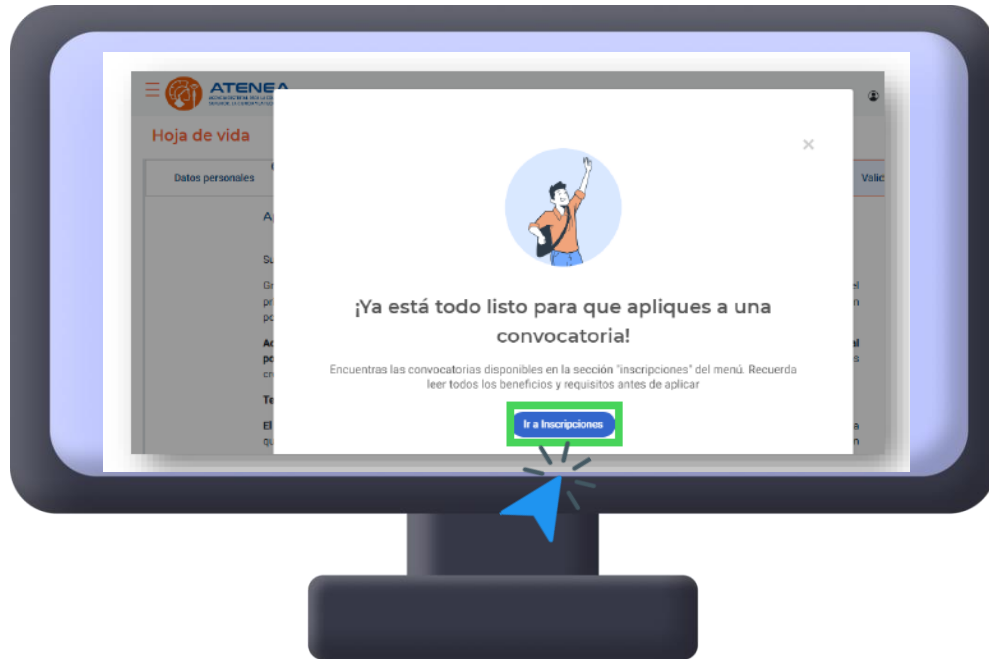 ATENEA
Hoja de vida
Datos personales
Valid
¡Ya está todo listo para que apliques a una
convocatoria!
Encuentras las convocatorias disponibles en la sección "inscripciones" del menú. Recuerda
leer todos los beneficios y requisitos antes de aplicar
Ir a Inscripciones